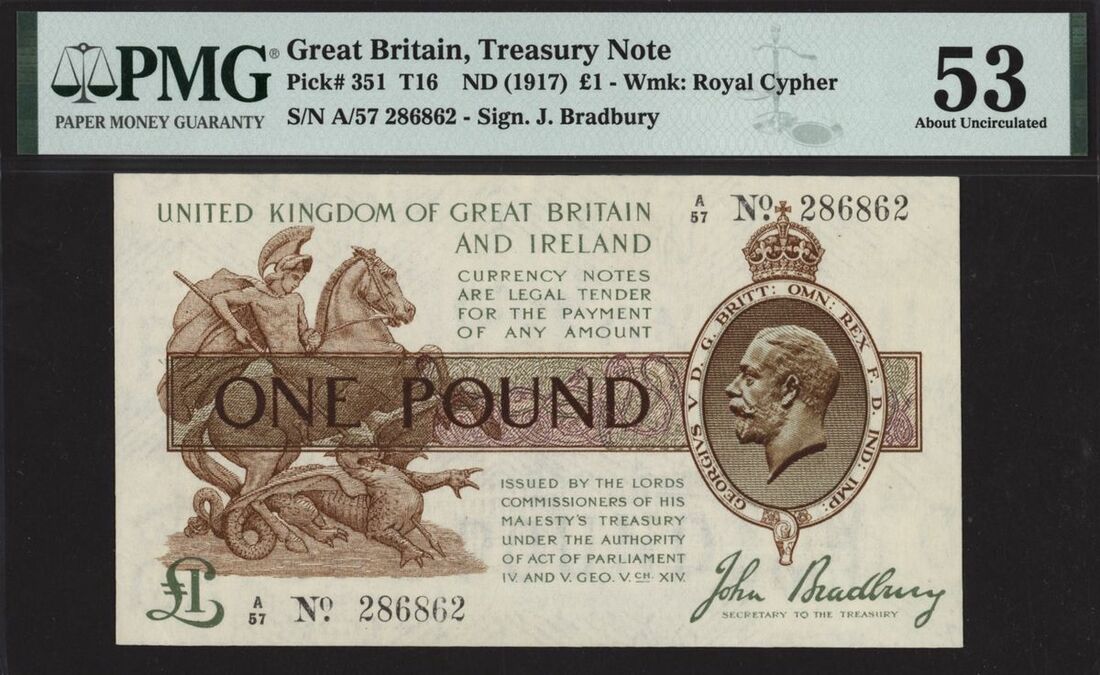 PMG®
PAPER MONEY GUARANTY
Great Britain, Treasury Note
Pick# 351 T16 ND (1917) £1 - Wmk: Royal Cypher
S/N A/57 286862 - Sign. J. Bradbury
53
About Uncirculated
UNITED KINGDOM OF GREAT BRITAIN
AND IRELAND
A/57 No. 286862
CURRENCY NOTES
ARE LEGAL TENDER
FOR THE PAYMENT
OF ANY AMOUNT
ONE POUND
GEORGIVS V D. G. BRITT: OMN: REX F. D. IND: IMP:
ISSUED BY THE LORDS
COMMISSIONERS OF HIS
MAJESTY'S TREASURY
UNDER THE AUTHORITY
OF ACT OF PARLIAMENT
IV AND V. GEO. V. CH. XIV.
£1
A/57 No. 286862
John Bradbury
SECRETARY TO THE TREASURY